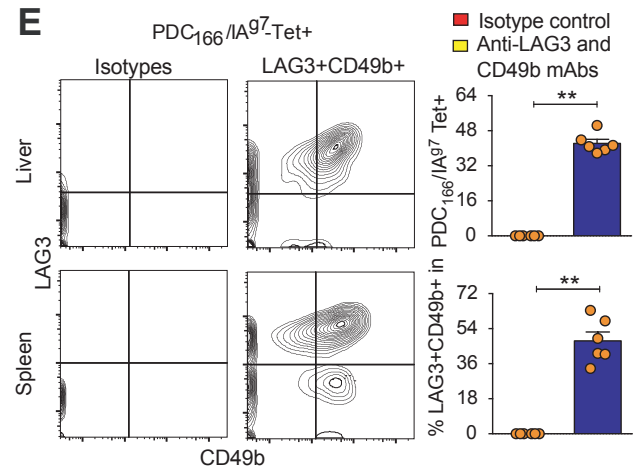 E
PDC166/IAg7-Tet+
Isotypes
LAG3+CD49b+
Isotype control
Anti-LAG3 and
CD49b mAbs
Liver
Spleen
LAG3
CD49b
% LAG3+CD49b+ in PDC166/IAg7 Tet+
64
48
32
16
0
**
72
54
36
18
0
**